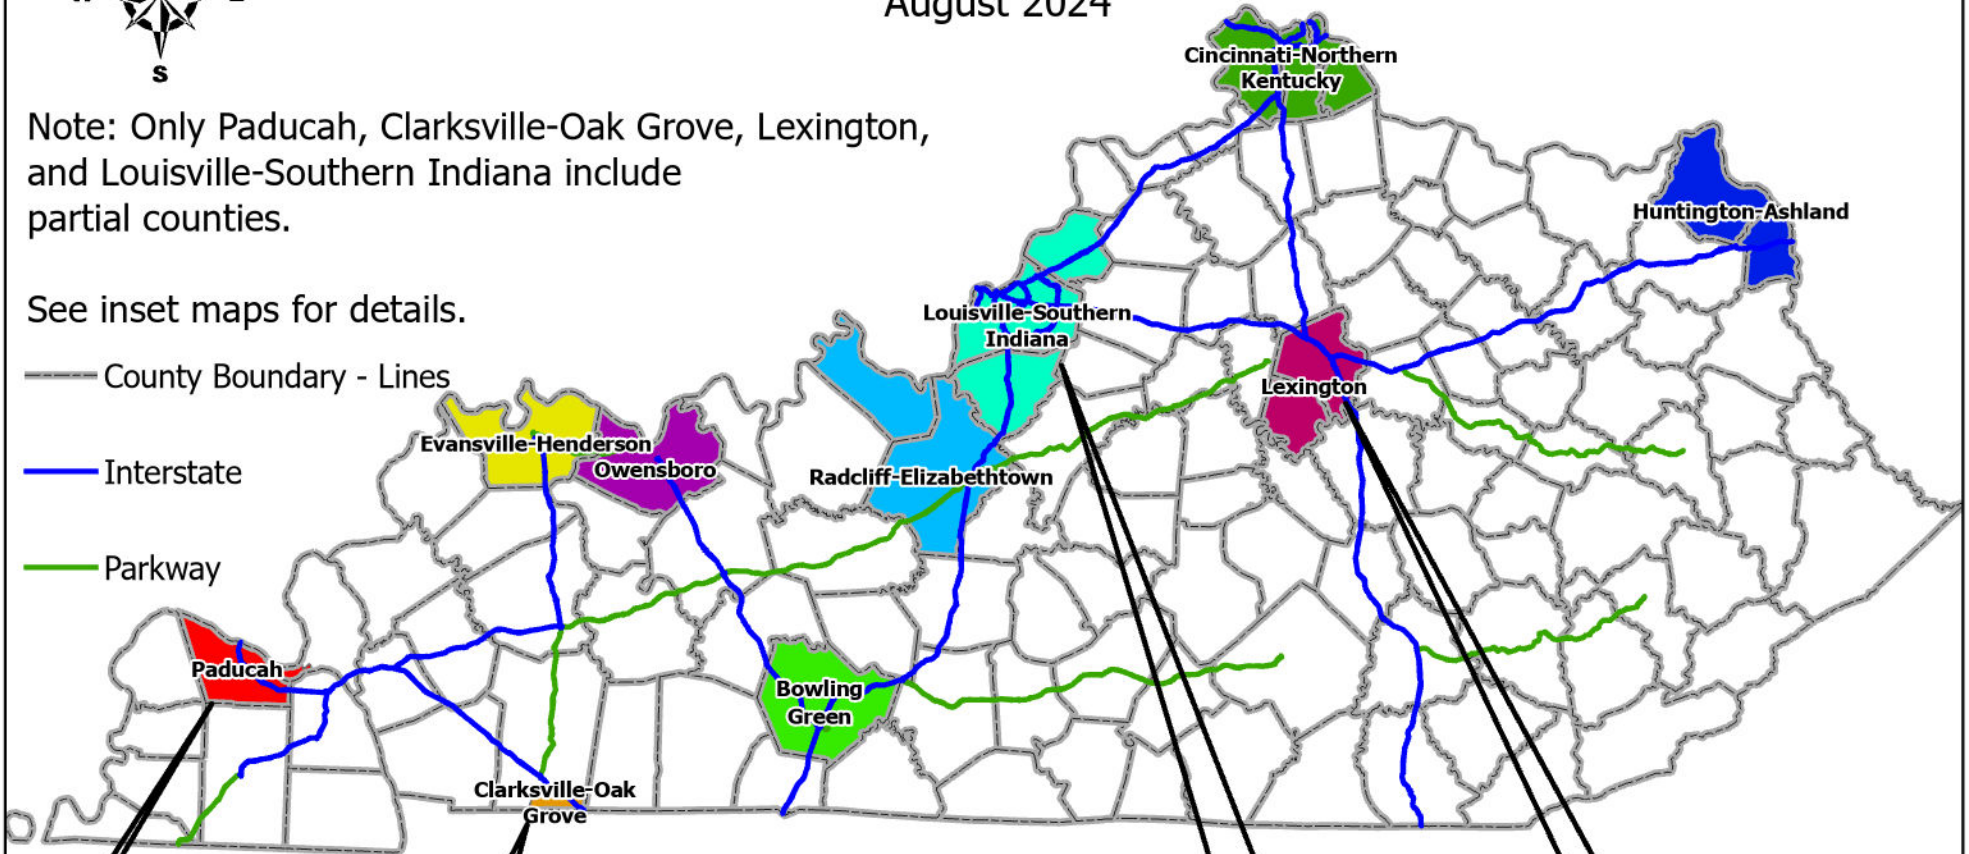 August 2024
S
Note: Only Paducah, Clarksville-Oak Grove, Lexington,
and Louisville-Southern Indiana include
partial counties.
See inset maps for details.
County Boundary - Lines
Interstate
Parkway
Cincinnati-Northern
Kentucky
Huntington-Ashland
Louisville-Southern
Indiana
Lexington
Evansville-Henderson
Owensboro
Radcliff-Elizabethtown
Paducah
Bowling
Green
Clarksville-Oak
Grove